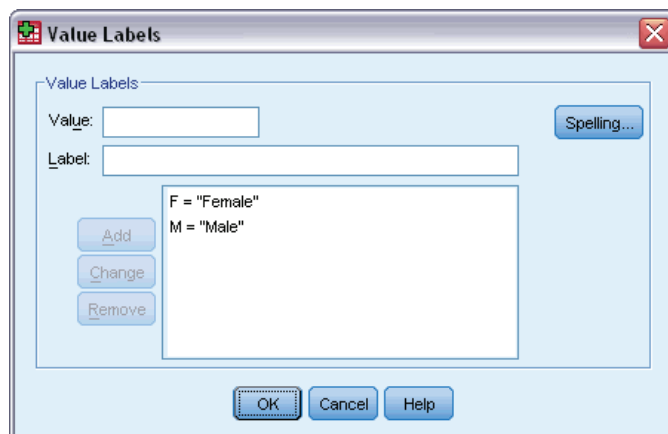 Value Labels
Value Labels
Value:
Spelling...
Label:
F = "Female"
M = "Male"
Add
Change
Remove
OK Cancel Help